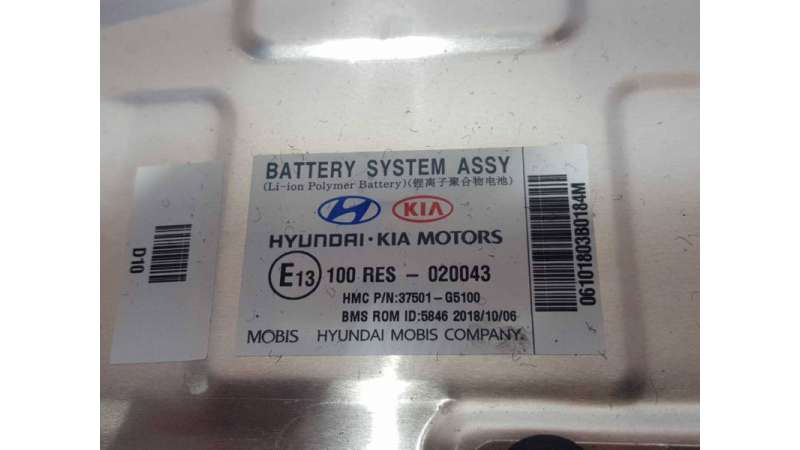 BATTERY SYSTEM ASSY
(Li-ion Polymer Battery)(锂离子聚合物电池)
KIA
HYUNDAI · KIA MOTORS
E13 100 RES - 020043
HMC P/N:37501-G5100
BMS ROM ID:5846 2018/10/06
MOBIS HYUNDAI MOBIS COMPANY.
06101803B0184M
D10